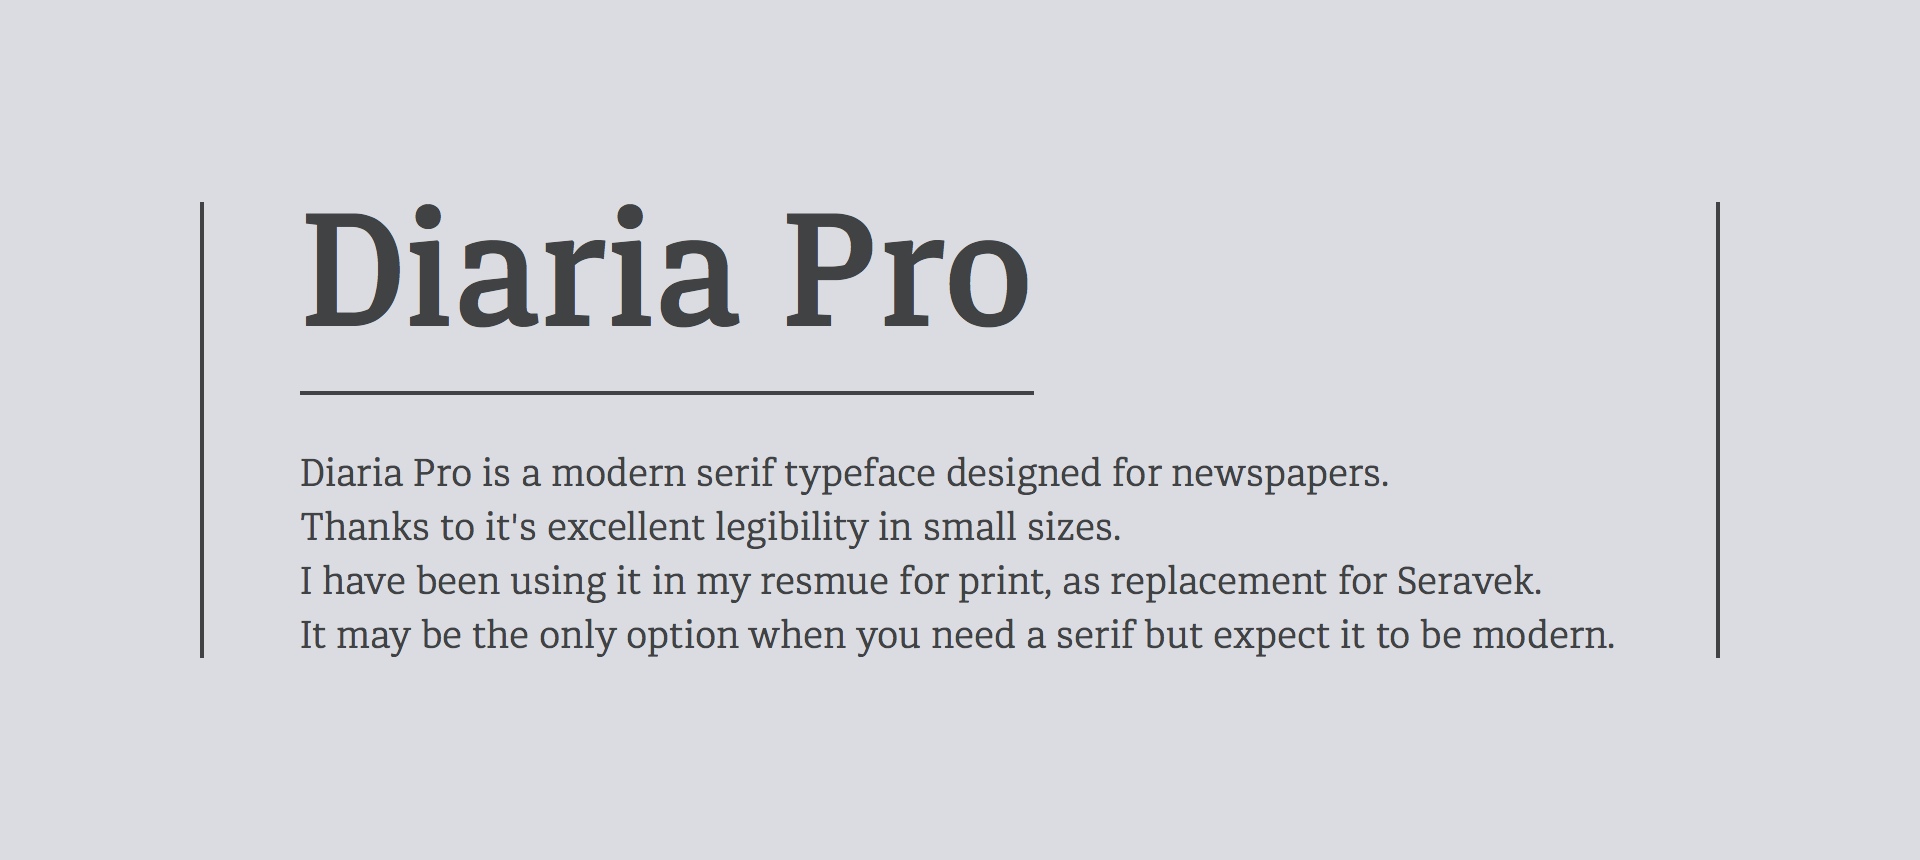 Diaria Pro
Diaria Pro is a modern serif typeface designed for newspapers.
Thanks to it's excellent legibility in small sizes.
I have been using it in my resmue for print, as replacement for Seravek.
It may be the only option when you need a serif but expect it to be modern.